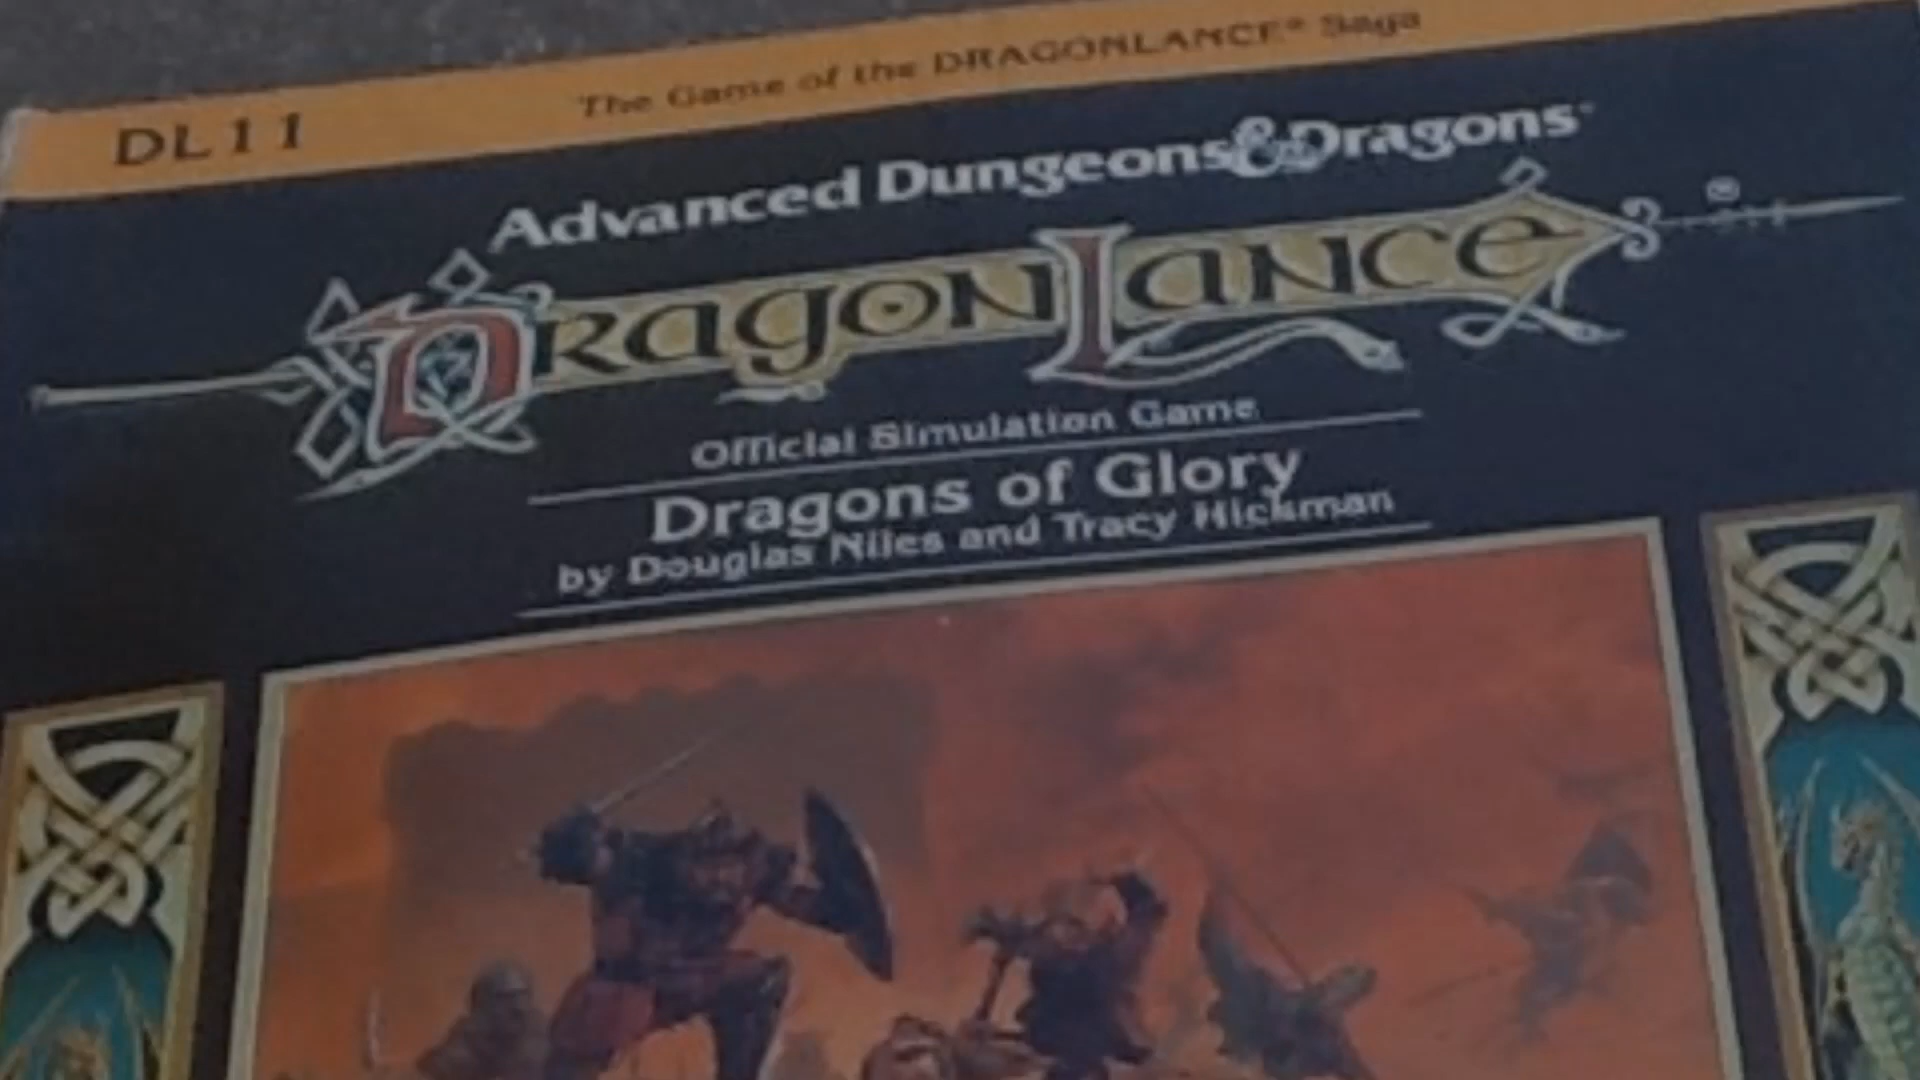 The Game of the DRAGONLANCE® Saga
DL11
Advanced Dungeons & Dragons
DRAGONLANCE ®
Official Simulation Game
Dragons of Glory
by Douglas Niles and Tracy Hickman